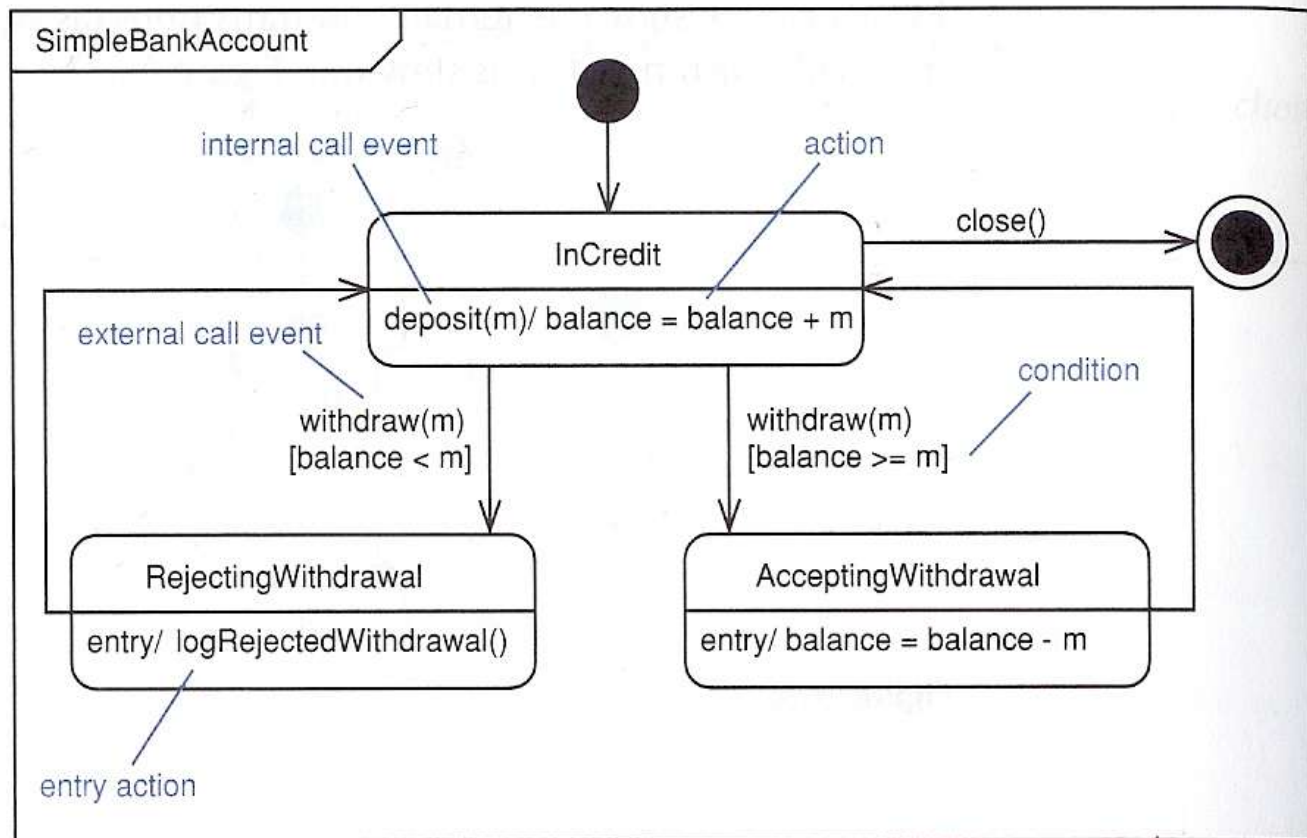 SimpleBankAccount
internal call event
action
close()
InCredit
deposit(m)/ balance = balance + m
external call event
condition
withdraw(m)
[balance < m]
withdraw(m)
[balance >= m]
RejectingWithdrawal
AcceptingWithdrawal
entry/ logRejectedWithdrawal()
entry/ balance = balance - m
entry action